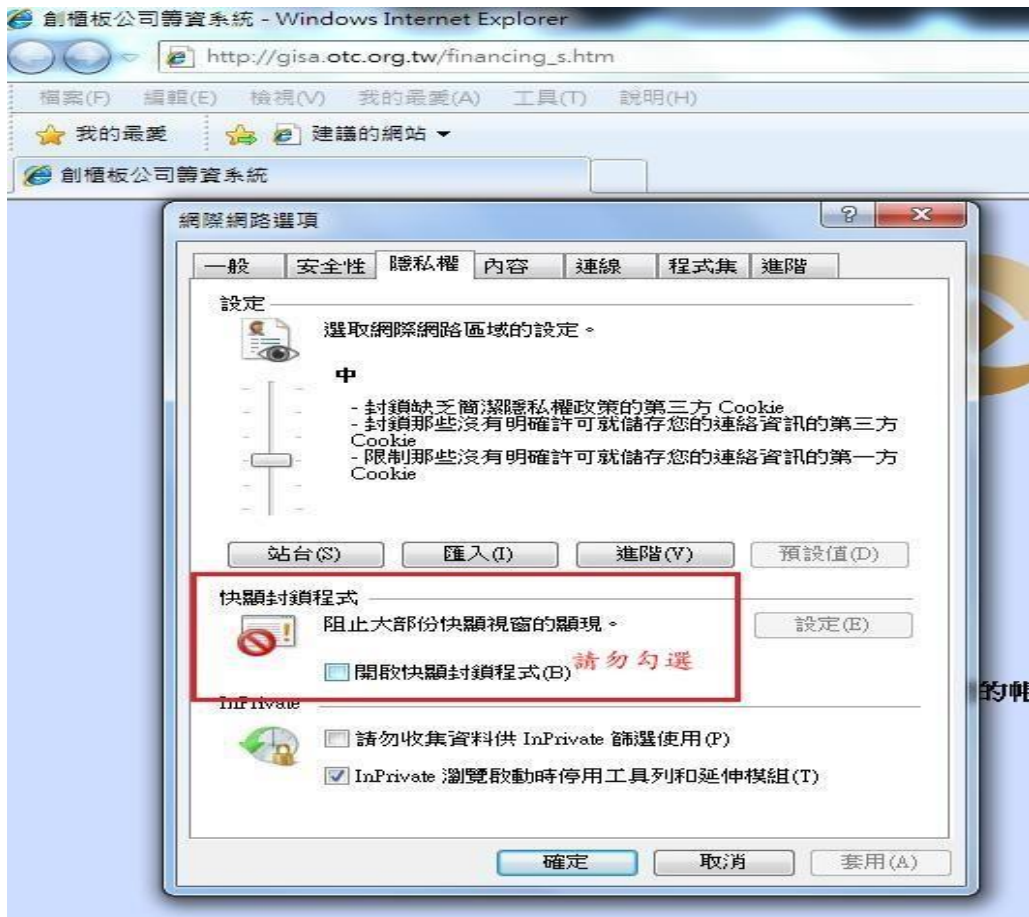 創櫃板公司籌資系統 - Windows Internet Explorer
http://gisa.otc.org.tw/financing_s.htm
檔案(F) 編輯(E) 檢視(V) 我的最愛(A) 工具(T) 說明(H)
我的最愛 建議的網站
創櫃板公司籌資系統
網際網路選項
一般 安全性 隱私權 內容 連線 程式集 進階
設定
選取網際網路區域的設定。
中
- 封鎖缺乏簡潔隱私權政策的第三方 Cookie
- 封鎖那些沒有明確許可就儲存您的連絡資訊的第三方
Cookie
- 限制那些沒有明確許可就儲存您的連絡資訊的第一方
Cookie
站台(S) 匯入(I) 進階(V) 預設值(D)
快顯封鎖程式
阻止大部份快顯視窗的顯現。 設定(E)
開啟快顯封鎖程式(B) 請勿勾選
的帳
InPrivate
請勿收集資料供 InPrivate 篩選使用(P)
InPrivate 瀏覽啟動時停用工具列和延伸模組(T)
確定 取消 套用(A)